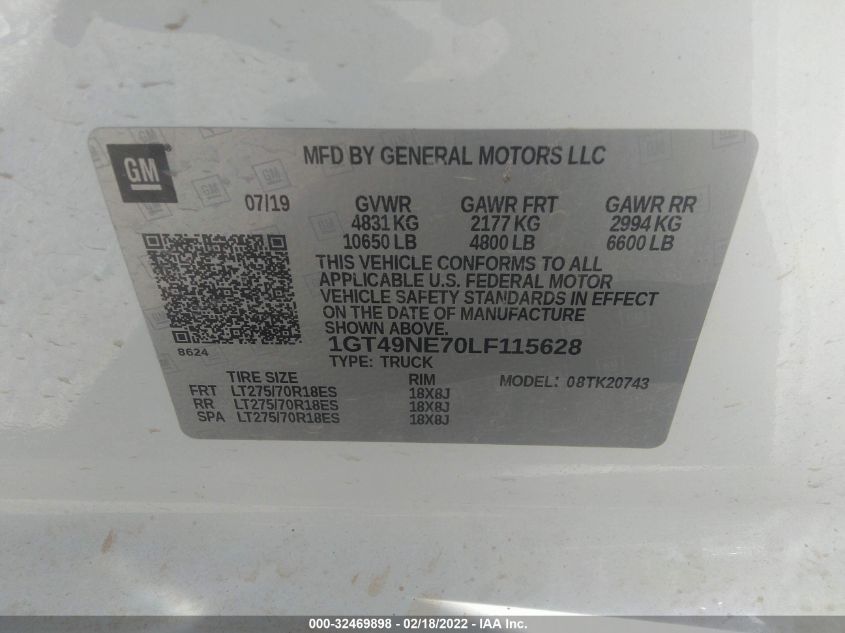 GM
MFD BY GENERAL MOTORS LLC
07/19 GVWR GAWR FRT GAWR RR
4831 KG 2177 KG 2994 KG
10650 LB 4800 LB 6600 LB
THIS VEHICLE CONFORMS TO ALL
APPLICABLE U.S. FEDERAL MOTOR
VEHICLE SAFETY STANDARDS IN EFFECT
ON THE DATE OF MANUFACTURE
SHOWN ABOVE.
8624
1GT49NE70LF115628
TYPE: TRUCK
TIRE SIZE RIM MODEL: 08TK20743
FRT LT275/70R18ES 18X8J
RR LT275/70R18ES 18X8J
SPA LT275/70R18ES 18X8J
000-32469898 - 02/18/2022 - IAA Inc.